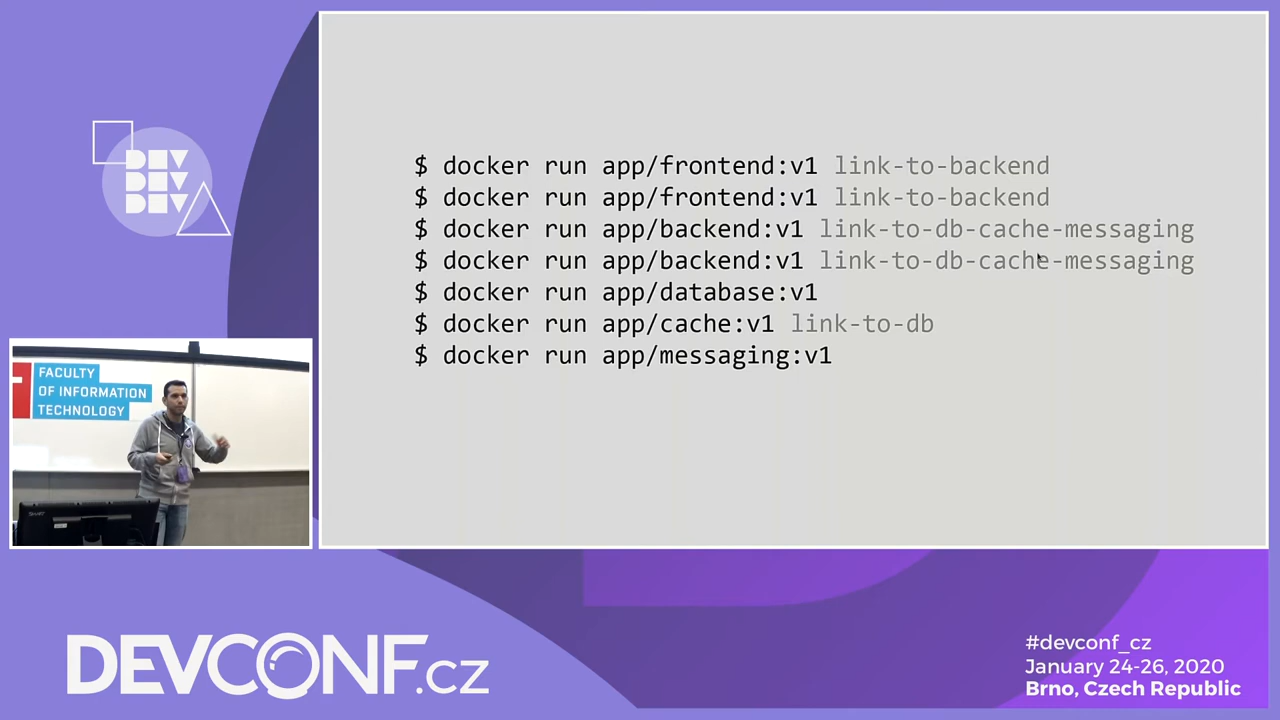 DEV
DEV
DEV
$ docker run app/frontend:v1 link-to-backend
$ docker run app/frontend:v1 link-to-backend
$ docker run app/backend:v1 link-to-db-cache-messaging
$ docker run app/backend:v1 link-to-db-cache-messaging
$ docker run app/database:v1
$ docker run app/cache:v1 link-to-db
$ docker run app/messaging:v1
FACULTY
OF INFORMATION
TECHNOLOGY
DEVCONF.cz
#devconf_cz
January 24-26, 2020
Brno, Czech Republic